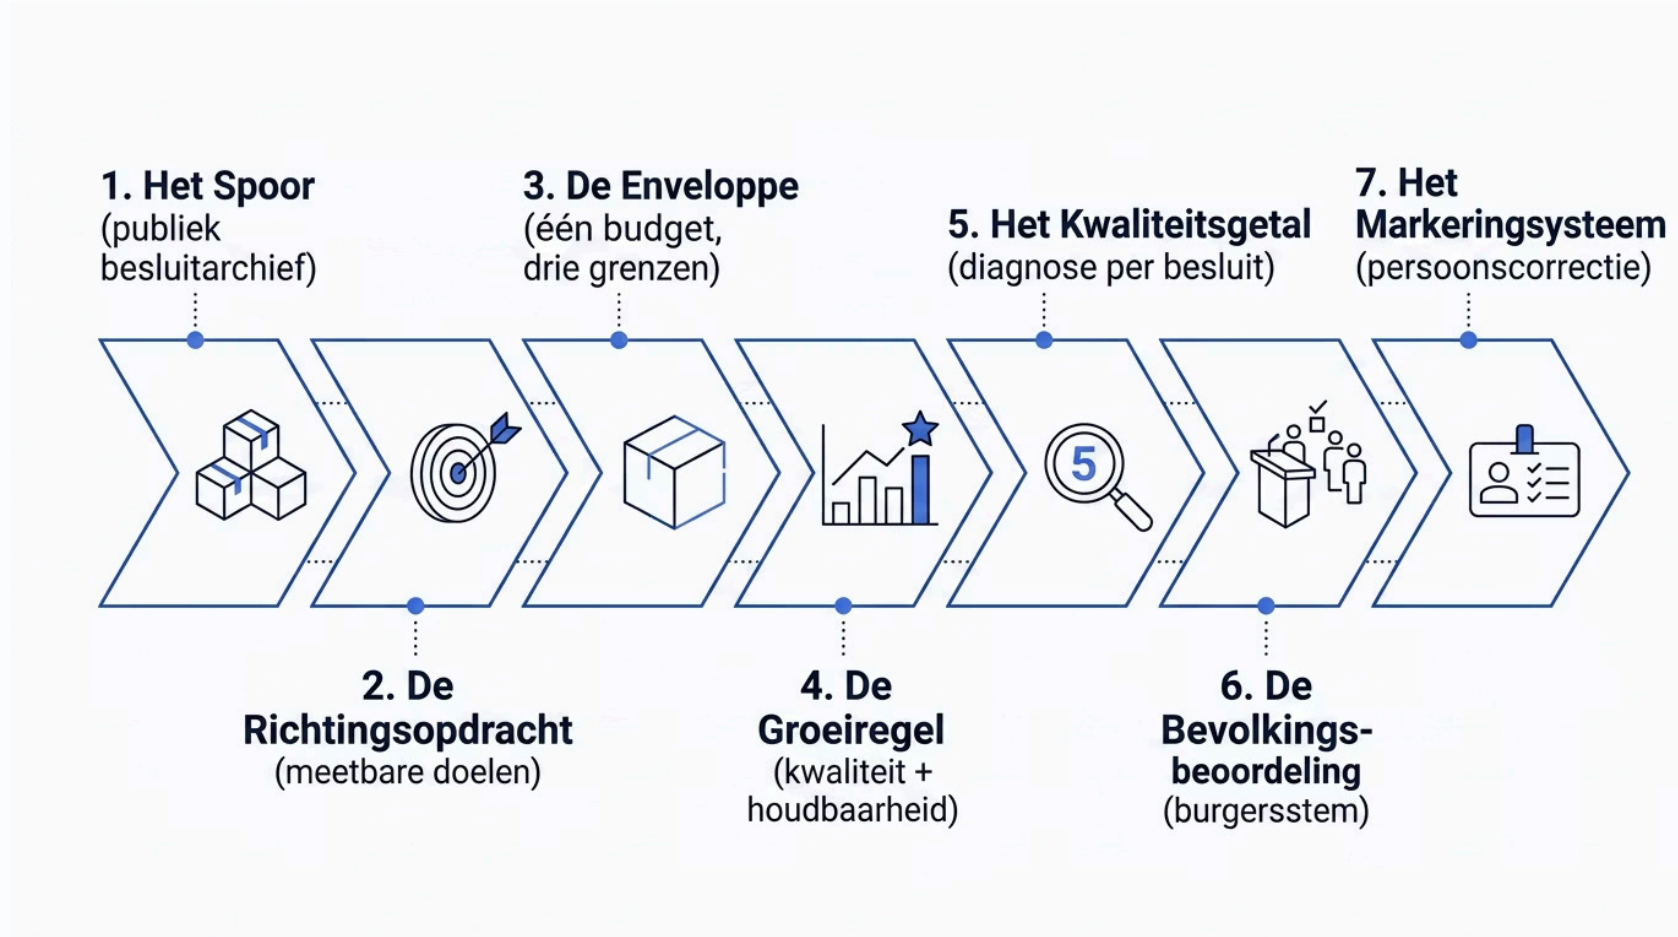 1. Het Spoor
(publiek
besluitarchief)
2. De
Richtingsopdracht
(meetbare doelen)
3. De Enveloppe
(één budget,
drie grenzen)
4. De
Groeiregel
(kwaliteit +
houdbaarheid)
5. Het Kwaliteitsgetal
(diagnose per besluit)
5
6. De
Bevolkings-
beoordeling
(burgersstem)
7. Het
Markeringsysteem
(persoonscorrectie)